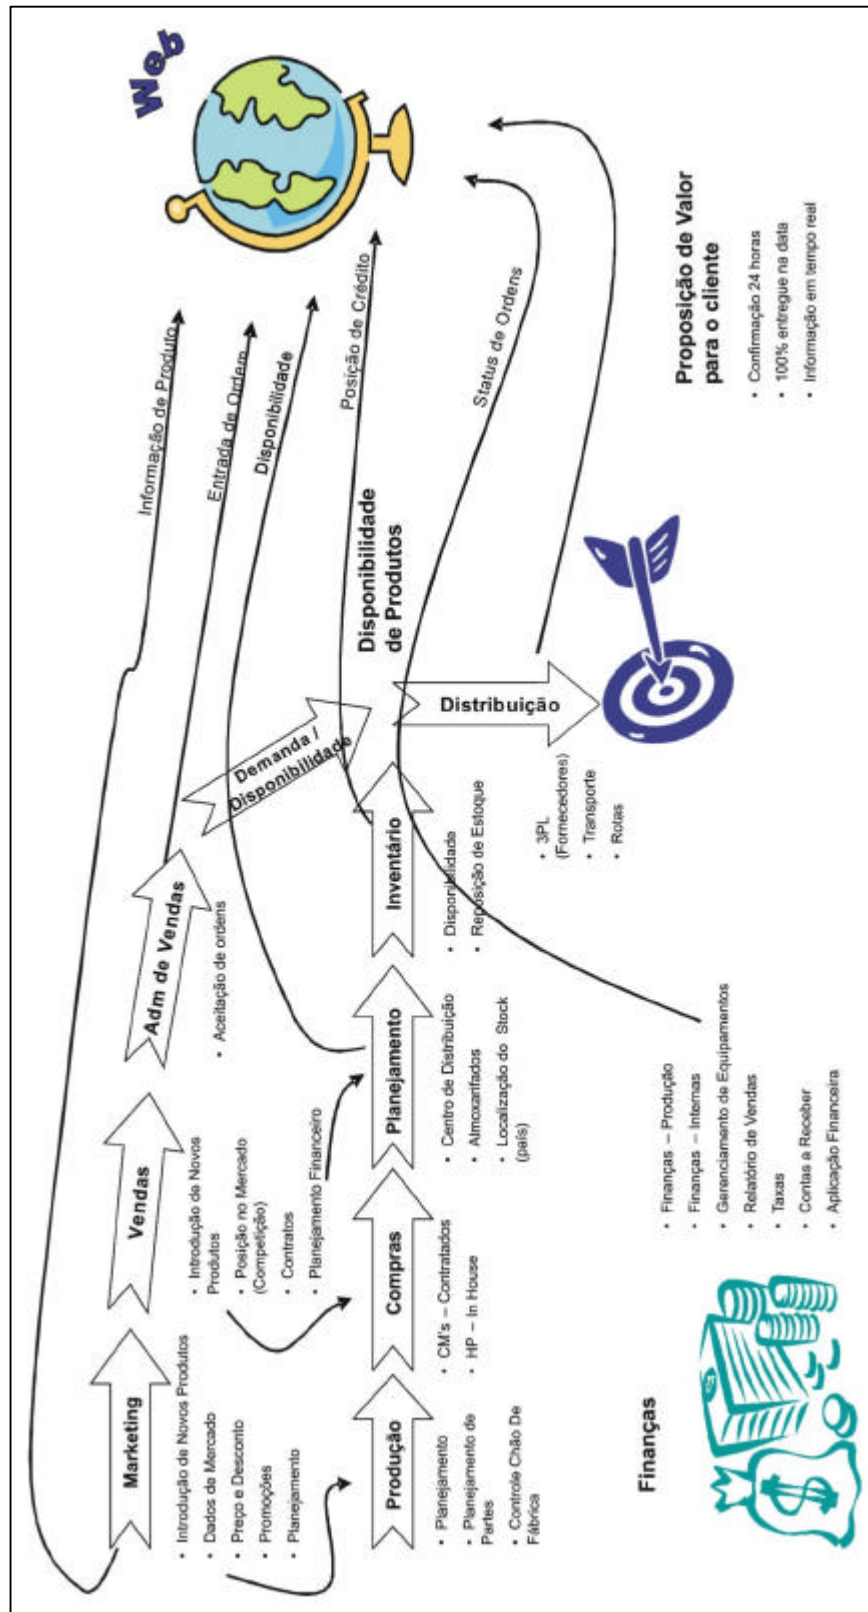 Web
Informação de Produto
Entrada de Ordem
Disponibilidade
Posição de Crédito
Status de Ordens
Marketing
• Introdução de Novos Produtos
• Dados de Mercado
• Preço e Desconto
• Promoções
• Planejamento
Vendas
• Introdução de Novos
Produtos
• Posição no Mercado
(Competição)
• Contratos
• Planejamento Financeiro
Adm de Vendas
• Aceitação de ordens
Demanda /
Disponibilidade
Produção
• Planejamento
• Planejamento de
Partes
• Controle Chão De
Fábrica
Compras
• CM's – Contratados
• HP – In House
Planejamento
• Centro de Distribuição
• Almoxarifados
• Localização do Stock
(país)
Inventário
• Disponibilidade
• Reposição de Estoque
Disponibilidade
de Produtos
Distribuição
• 3PL
(Fornecedores)
• Transporte
• Rotas
Finanças
• Finanças – Produção
• Finanças – Internas
• Gerenciamento de Equipamentos
• Relatório de Vendas
• Taxas
• Contas a Receber
• Aplicação Financeira
Proposição de Valor
para o cliente
• Confirmação 24 horas
• 100% entregue na data
• Informação em tempo real